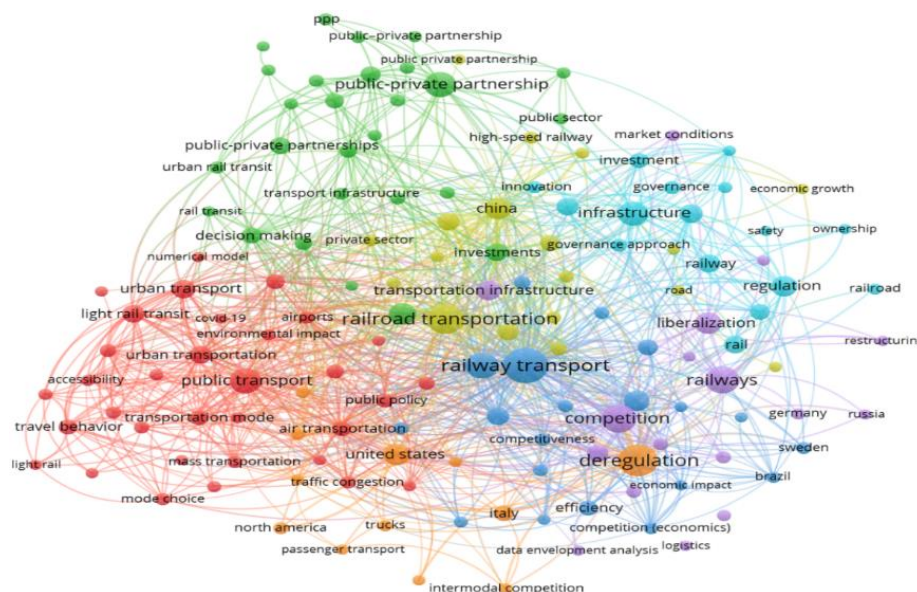 ppp
public–private partnership
public private partnership
public-private partnership
public sector
high-speed railway
market conditions
public-private partnerships
investment
urban rail transit
innovation
governance
economic growth
transport infrastructure
china
infrastructure
rail transit
safety
ownership
decision making
private sector
investments
governance approach
numerical model
railway
urban transport
transportation infrastructure
road
regulation
railroad
light rail transit
covid-19
airports
railroad transportation
liberalization
environmental impact
restructurin
urban transportation
rail
railway transport
accessibility
public transport
railways
public policy
travel behavior
transportation mode
competition
germany
russia
air transportation
competitiveness
sweden
light rail
mass transportation
united states
deregulation
traffic congestion
economic impact
brazil
mode choice
efficiency
italy
north america
trucks
competition (economics)
passenger transport
data envelopment analysis
logistics
intermodal competition